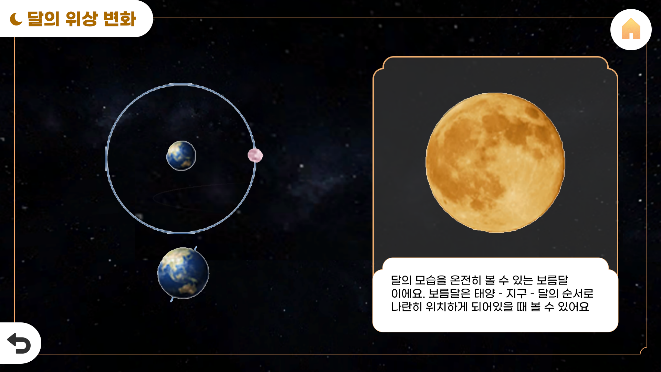 달의 위상 변화
달의 모습을 온전히 볼 수 있는 보름달
이에요. 보름달은 태양 - 지구 - 달의 순서로
나란히 위치하게 되어있을 때 볼 수 있어요